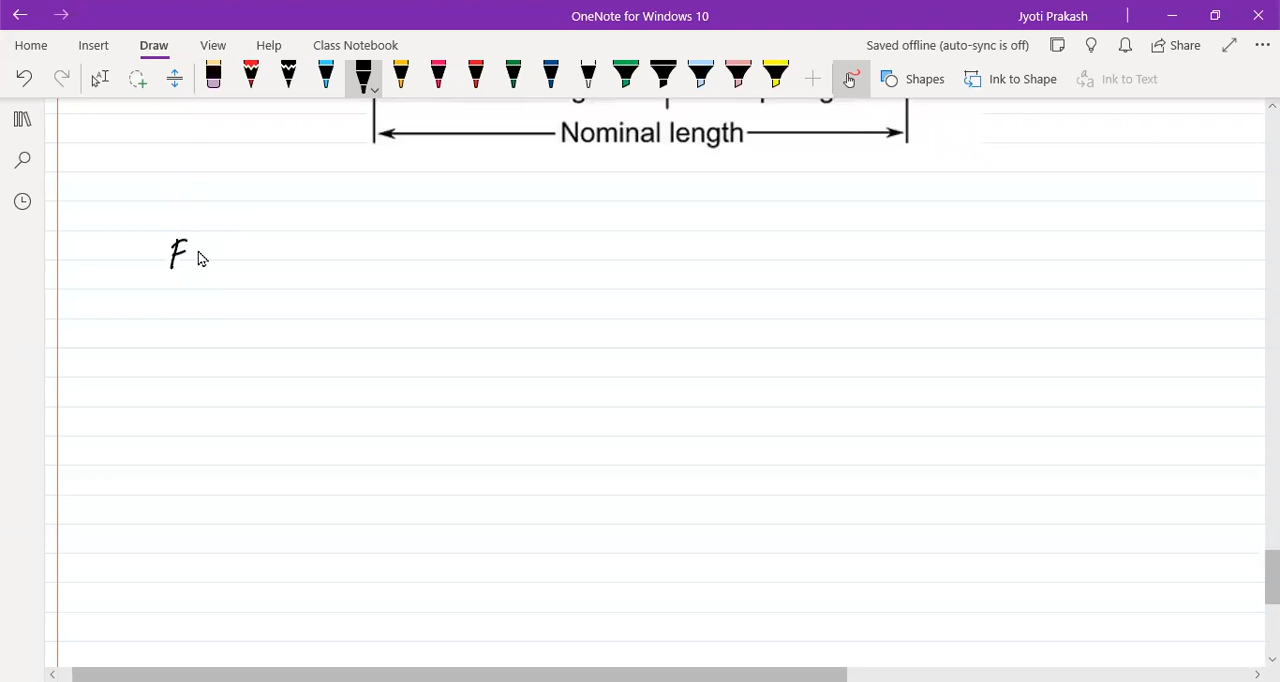 OneNote for Windows 10
Jyoti Prakash
Home Insert Draw View Help Class Notebook
Saved offline (auto-sync is off) Share
Shapes Ink to Shape Ink to Text
Nominal length
F